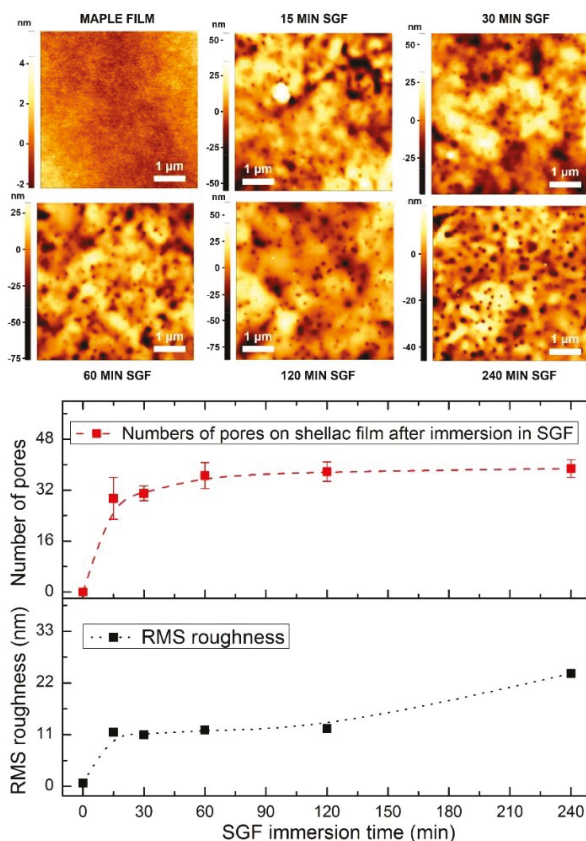 MAPLE FILM
15 MIN SGF
30 MIN SGF
nm
4
2
0
-2
1 µm
nm
50
25
0
-25
-50
1 µm
nm
50
25
0
-25
1 µm
nm
25
0
-25
-50
-75
1 µm
nm
50
25
0
-25
-50
1 µm
nm
0
-20
-40
1 µm
60 MIN SGF
120 MIN SGF
240 MIN SGF
Numbers of pores on shellac film after immersion in SGF
Number of pores
48
32
16
0
RMS roughness
RMS roughness (nm)
33
22
11
0
0 30 60 90 120 150 180 210 240
SGF immersion time (min)